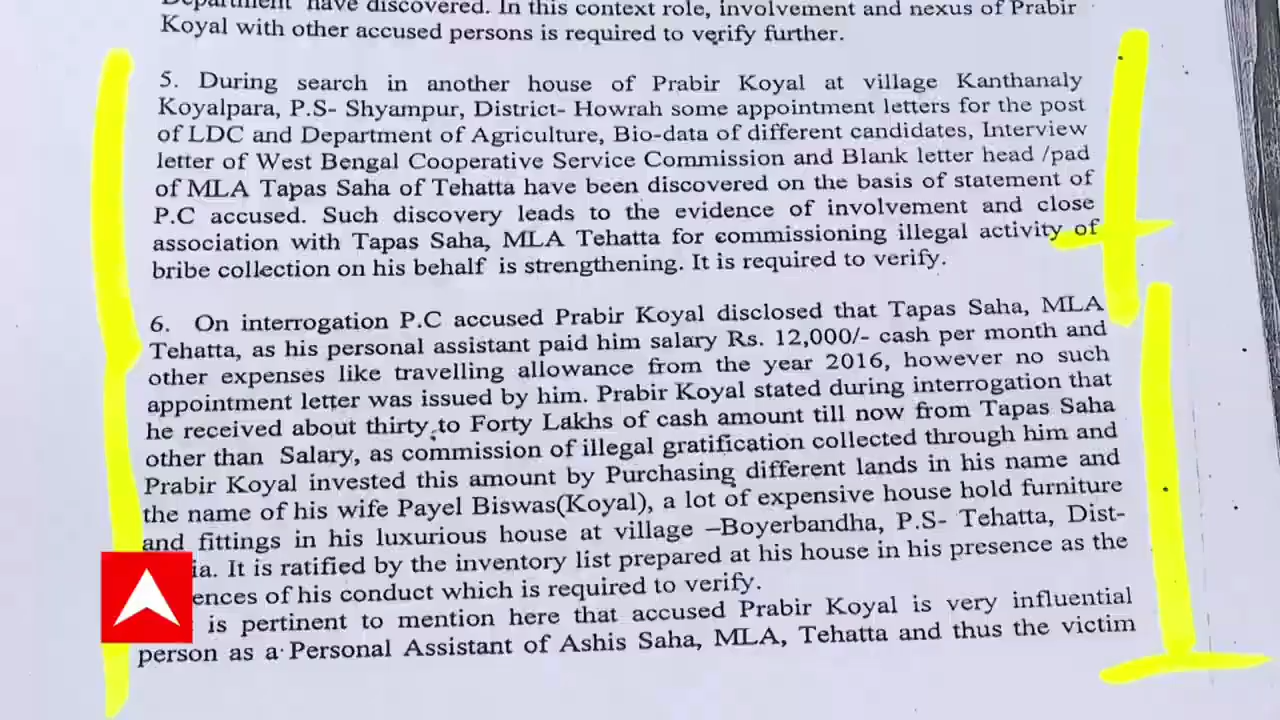 Department have discovered. In this context role, involvement and nexus of Prabir
Koyal with other accused persons is required to verify further.
5. During search in another house of Prabir Koyal at village Kanthanaly
Koyalpara, P.S- Shyampur, District- Howrah some appointment letters for the post
of LDC and Department of Agriculture, Bio-data of different candidates, Interview
letter of West Bengal Cooperative Service Commission and Blank letter head /pad
of MLA Tapas Saha of Tehatta have been discovered on the basis of statement of
P.C accused. Such discovery leads to the evidence of involvement and close
association with Tapas Saha, MLA Tehatta for commissioning illegal activity of
bribe collection on his behalf is strengthening. It is required to verify.
6. On interrogation P.C accused Prabir Koyal disclosed that Tapas Saha, MLA
Tehatta, as his personal assistant paid him salary Rs. 12,000/- cash per month and
other expenses like travelling allowance from the year 2016, however no such
appointment letter was issued by him. Prabir Koyal stated during interrogation that
he received about thirty to Forty Lakhs of cash amount till now from Tapas Saha
other than Salary, as commission of illegal gratification collected through him and
Prabir Koyal invested this amount by Purchasing different lands in his name and
the name of his wife Payel Biswas(Koyal), a lot of expensive house hold furniture
and fittings in his luxurious house at village –Boyerbandha, P.S- Tehatta, Dist-
ia. It is ratified by the inventory list prepared at his house in his presence as the
ences of his conduct which is required to verify.
is pertinent to mention here that accused Prabir Koyal is very influential
person as a Personal Assistant of Ashis Saha, MLA, Tehatta and thus the victim